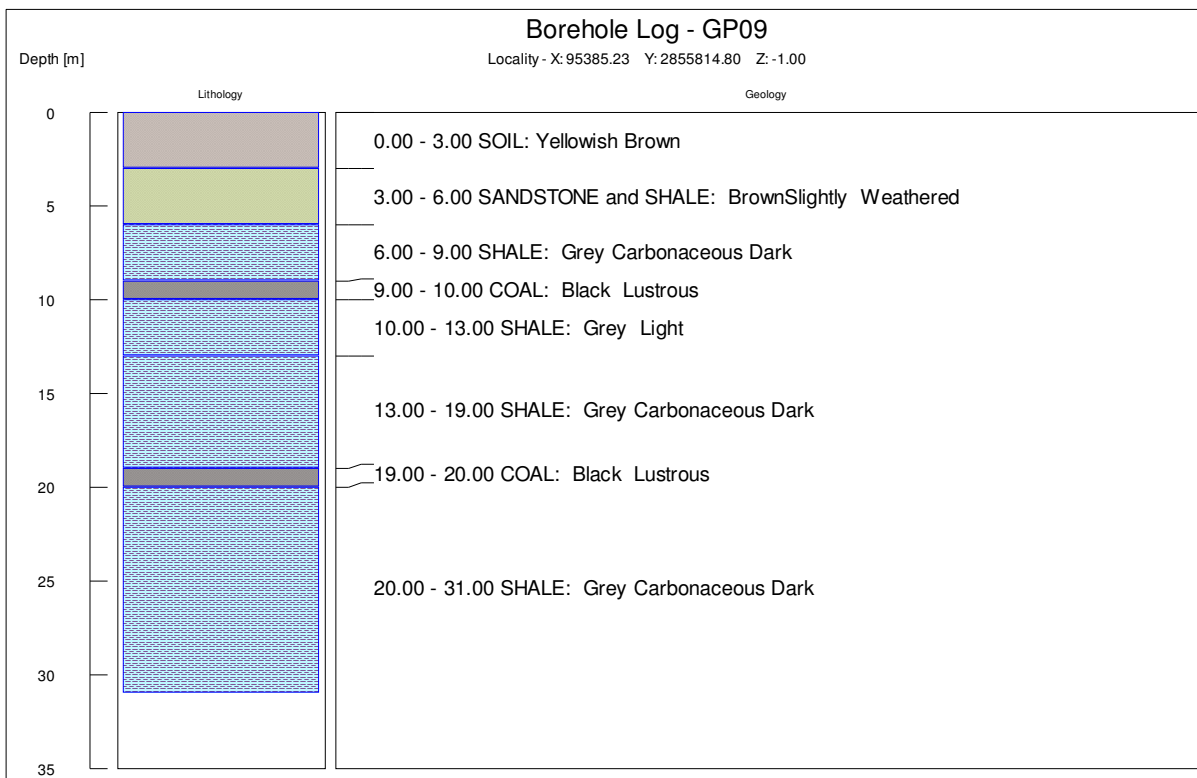 Borehole Log - GP09
Depth [m]
Locality - X: 95385.23 Y: 2855814.80 Z: -1.00
Lithology
Geology
0
0.00 - 3.00 SOIL: Yellowish Brown
3.00 - 6.00 SANDSTONE and SHALE: BrownSlightly Weathered
5
6.00 - 9.00 SHALE: Grey Carbonaceous Dark
9.00 - 10.00 COAL: Black Lustrous
10
10.00 - 13.00 SHALE: Grey Light
15
13.00 - 19.00 SHALE: Grey Carbonaceous Dark
19.00 - 20.00 COAL: Black Lustrous
20
25
20.00 - 31.00 SHALE: Grey Carbonaceous Dark
30
35